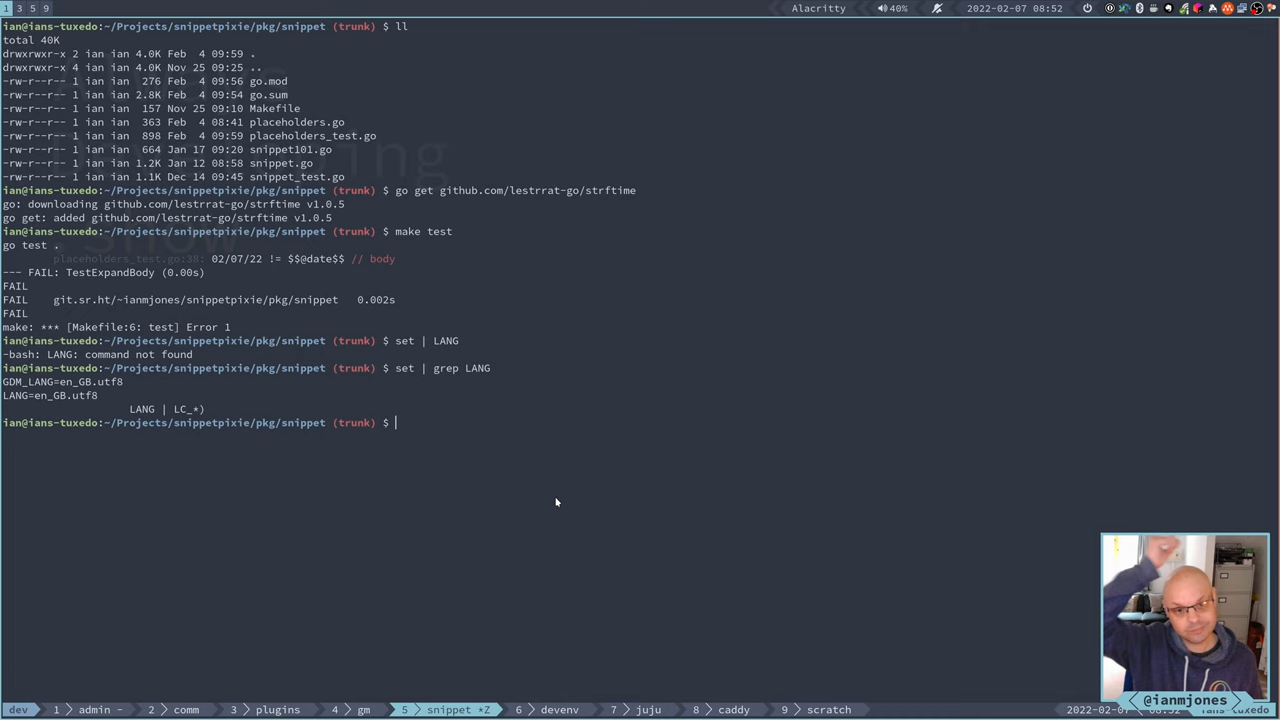 1 3 5 9 Alacritty 40% 2022-02-07 08:52
ian@ians-tuxedo:~/Projects/snippetpixie/pkg/snippet (trunk) $ ll
total 40K
drwxrwxr-x 2 ian ian 4.0K Feb  4 09:59 .
drwxrwxr-x 4 ian ian 4.0K Nov 25 09:25 ..
-rw-r--r-- 1 ian ian  276 Feb  4 09:56 go.mod
-rw-r--r-- 1 ian ian 2.8K Feb  4 09:54 go.sum
-rw-r--r-- 1 ian ian  157 Nov 25 09:10 Makefile
-rw-r--r-- 1 ian ian  363 Feb  4 08:41 placeholders.go
-rw-r--r-- 1 ian ian  898 Feb  4 09:59 placeholders_test.go
-rw-r--r-- 1 ian ian  664 Jan 17 09:20 snippet101.go
-rw-r--r-- 1 ian ian 1.2K Jan 12 08:58 snippet.go
-rw-r--r-- 1 ian ian 1.1K Dec 14 09:45 snippet_test.go
ian@ians-tuxedo:~/Projects/snippetpixie/pkg/snippet (trunk) $ go get github.com/lestrrat-go/strftime
go: downloading github.com/lestrrat-go/strftime v1.0.5
go get: added github.com/lestrrat-go/strftime v1.0.5
ian@ians-tuxedo:~/Projects/snippetpixie/pkg/snippet (trunk) $ make test
go test .
placeholders_test.go:38: 02/07/22 != $$@date$$ // body
--- FAIL: TestExpandBody (0.00s)
FAIL
FAIL    git.sr.ht/~ianmjones/snippetpixie/pkg/snippet   0.002s
FAIL
make: *** [Makefile:6: test] Error 1
ian@ians-tuxedo:~/Projects/snippetpixie/pkg/snippet (trunk) $ set | LANG
-bash: LANG: command not found
ian@ians-tuxedo:~/Projects/snippetpixie/pkg/snippet (trunk) $ set | grep LANG
GDM_LANG=en_GB.utf8
LANG=en_GB.utf8
LANG | LC_*)
ian@ians-tuxedo:~/Projects/snippetpixie/pkg/snippet (trunk) $
@ianmjones
dev 1 admin - 2 comm 3 plugins 4 gm 5 snippet *Z 6 devenv 7 juju 8 caddy 9 scratch 2022-02-07